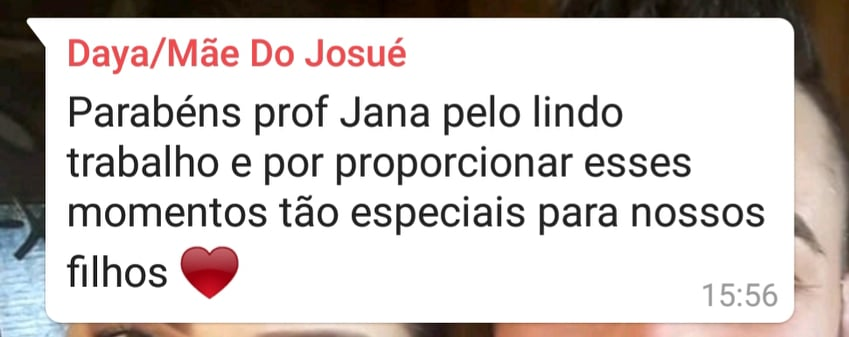 Daya/Mãe Do Josué
Parabéns prof Jana pelo lindo
trabalho e por proporcionar esses
momentos tão especiais para nossos
filhos ❤️
15:56